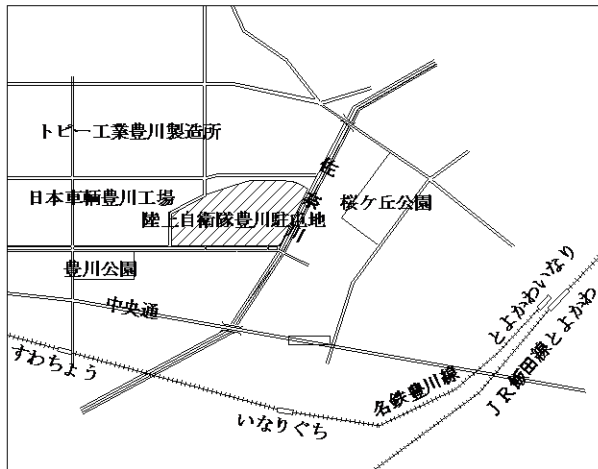 トピー工業豊川製造所
日本車輌豊川工場
陸上自衛隊豊川駐屯地
佐奈川
桜ケ丘公園
豊川公園
中央通
すわちょう
いなりぐち
名鉄豊川線
とよかわいなり
JR飯田線とよかわ